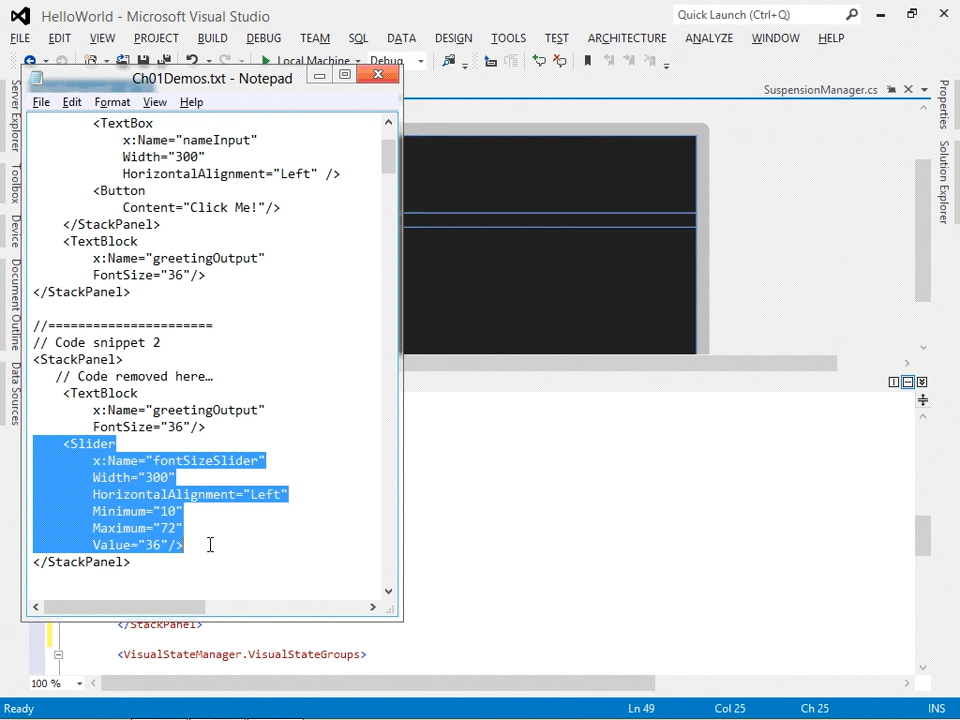 HelloWorld - Microsoft Visual Studio
Quick Launch (Ctrl+Q)
FILE EDIT VIEW PROJECT BUILD DEBUG TEAM SQL DATA DESIGN TOOLS TEST ARCHITECTURE ANALYZE WINDOW HELP
Local Machine Debug
Ch01Demos.txt - Notepad
File Edit Format View Help
SuspensionManager.cs
Server Explorer
Toolbox
Device
Document Outline
Data Sources
Properties
Solution Explorer
<TextBox
x:Name="nameInput"
Width="300"
HorizontalAlignment="Left" />
<Button
Content="Click Me!"/>
</StackPanel>
<TextBlock
x:Name="greetingOutput"
FontSize="36"/>
</StackPanel>
//======================
// Code snippet 2
<StackPanel>
// Code removed here…
<TextBlock
x:Name="greetingOutput"
FontSize="36"/>
<Slider
x:Name="fontSizeSlider"
Width="300"
HorizontalAlignment="Left"
Minimum="10"
Maximum="72"
Value="36"/>
</StackPanel>
</StackPanel>
<VisualStateManager.VisualStateGroups>
100 %
Ready
Ln 49
Col 25
Ch 25
INS